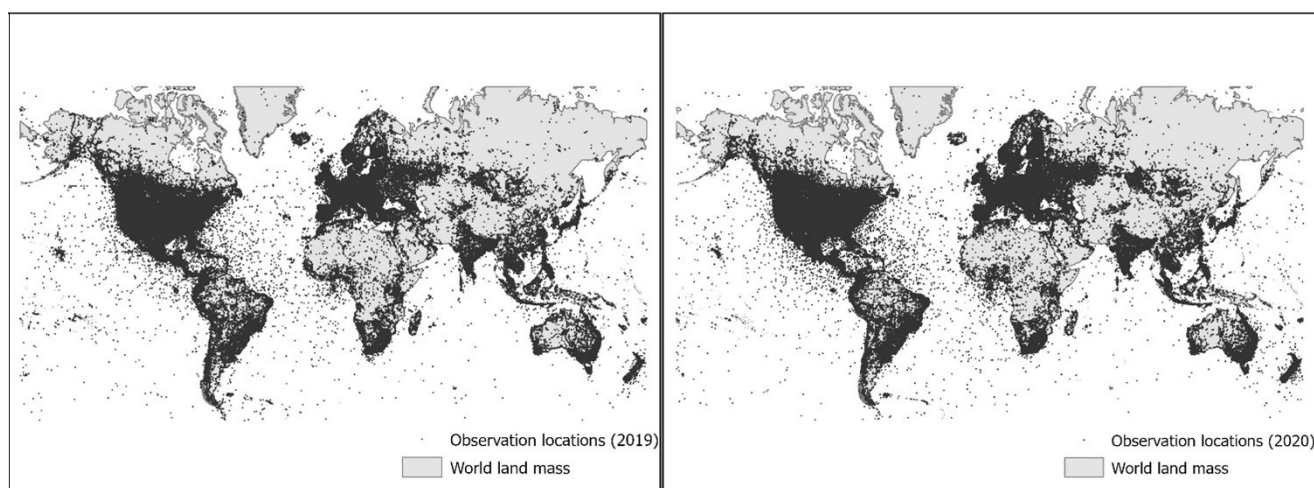 Observation locations (2019)
World land mass
Observation locations (2020)
World land mass